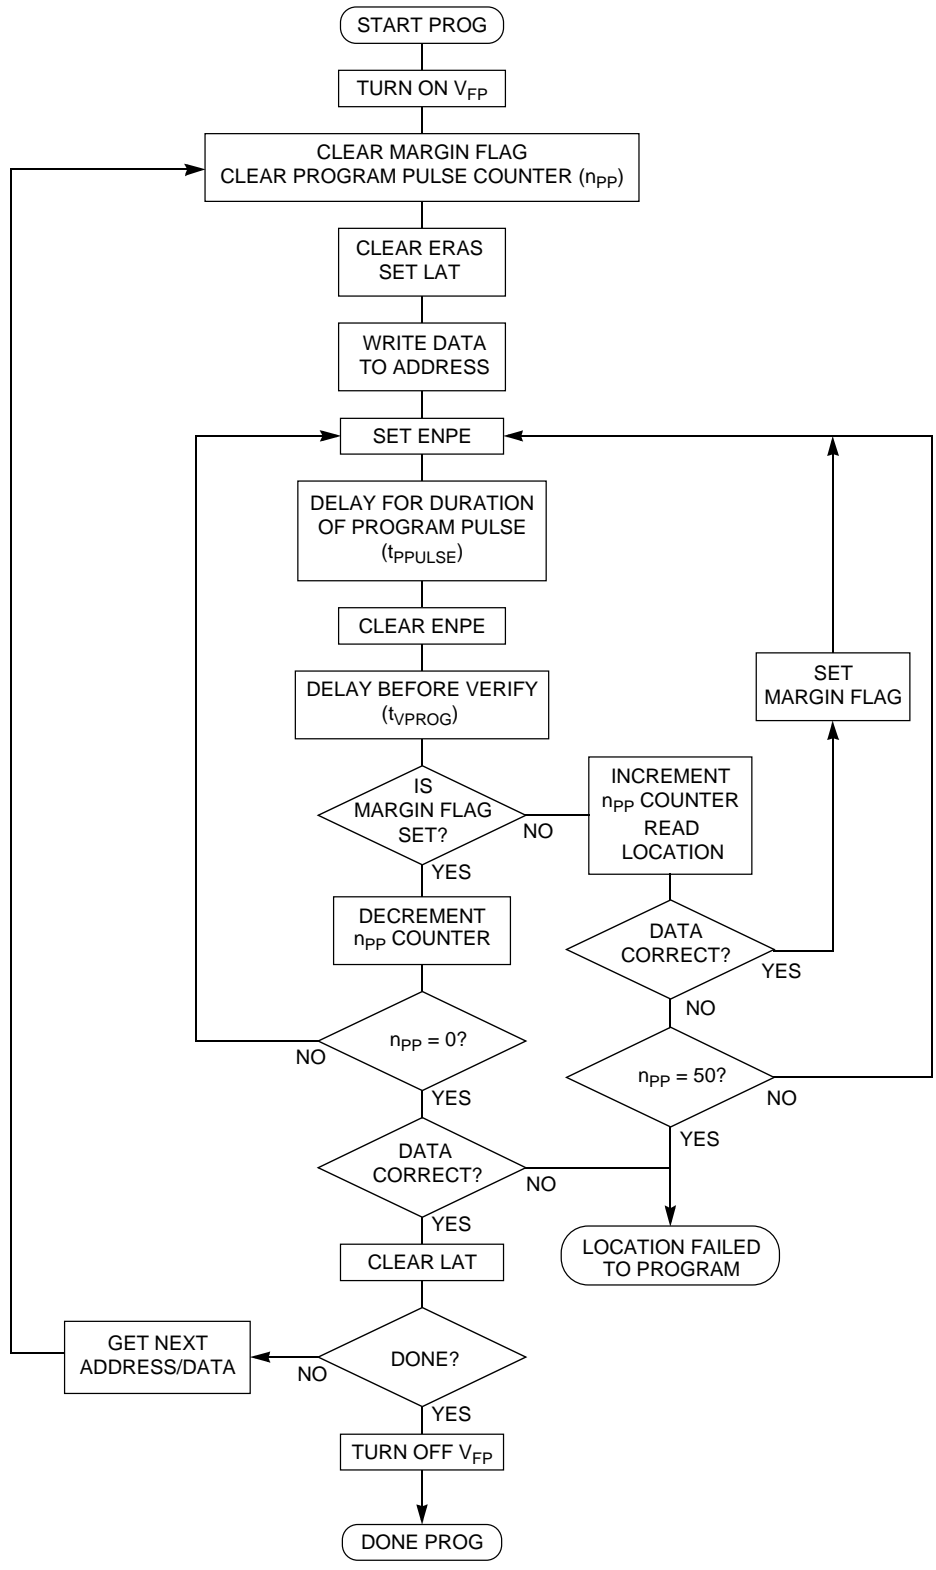 START PROG
TURN ON VFP
CLEAR MARGIN FLAG
CLEAR PROGRAM PULSE COUNTER (nPP)
CLEAR ERAS
SET LAT
WRITE DATA
TO ADDRESS
SET ENPE
DELAY FOR DURATION
OF PROGRAM PULSE
(tPPULSE)
CLEAR ENPE
DELAY BEFORE VERIFY
(tVPROG)
SET
MARGIN FLAG
IS
MARGIN FLAG
SET?
NO
YES
INCREMENT
nPP COUNTER
READ
LOCATION
DECREMENT
nPP COUNTER
DATA
CORRECT?
YES
NO
nPP = 0?
NO
YES
nPP = 50?
NO
YES
DATA
CORRECT?
NO
YES
LOCATION FAILED
TO PROGRAM
CLEAR LAT
GET NEXT
ADDRESS/DATA
DONE?
NO
YES
TURN OFF VFP
DONE PROG